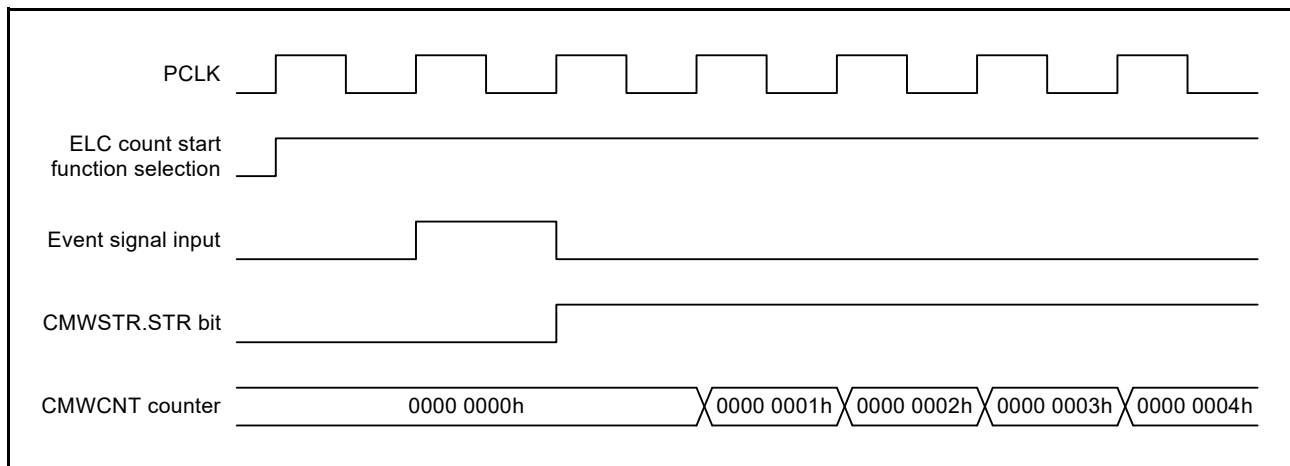 PCLK
ELC count start
function selection
Event signal input
CMWSTR.STR bit
CMWCNT counter
0000 0000h
0000 0001h
0000 0002h
0000 0003h
0000 0004h